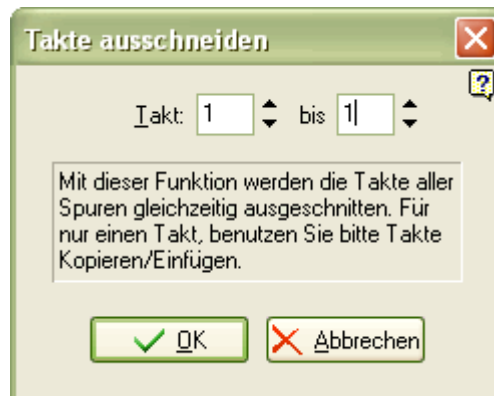 Takte ausschneiden
?
Takt: 1 bis 1
Mit dieser Funktion werden die Takte aller
Spuren gleichzeitig ausgeschnitten. Für
nur einen Takt, benutzen Sie bitte Takte
Kopieren/Einfügen.
OK Abbrechen